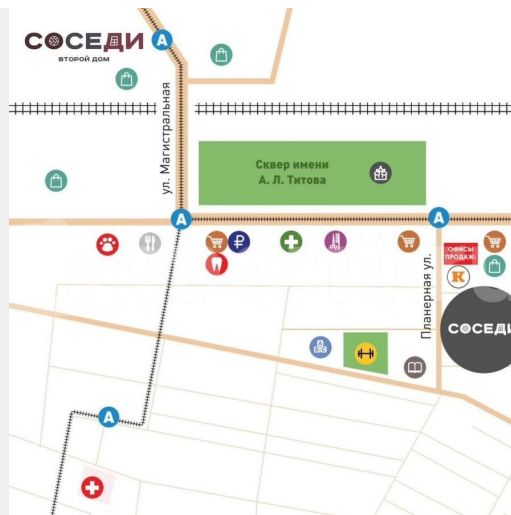 СОСЕДИ
ВТОРОЙ ДОМ
А
ул. Магистральная
Сквер имени
А. Л. Титова
А
А
₽
ОФИСЫ
ПРОДАЖ:
К
Планерная ул.
СОСЕДИ
А